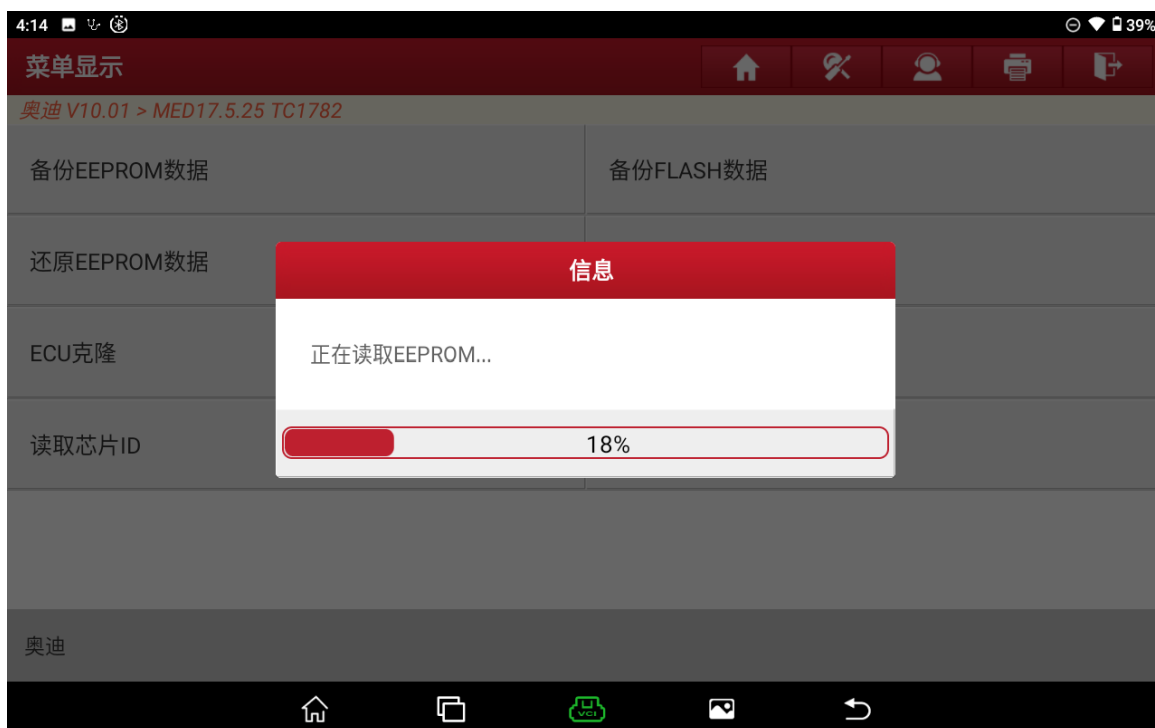 4:14
39%
菜单显示
奥迪 V10.01 > MED17.5.25 TC1782
备份EEPROM数据
备份FLASH数据
还原EEPROM数据
信息
ECU克隆
正在读取EEPROM...
读取芯片ID
18%
奥迪
VCI